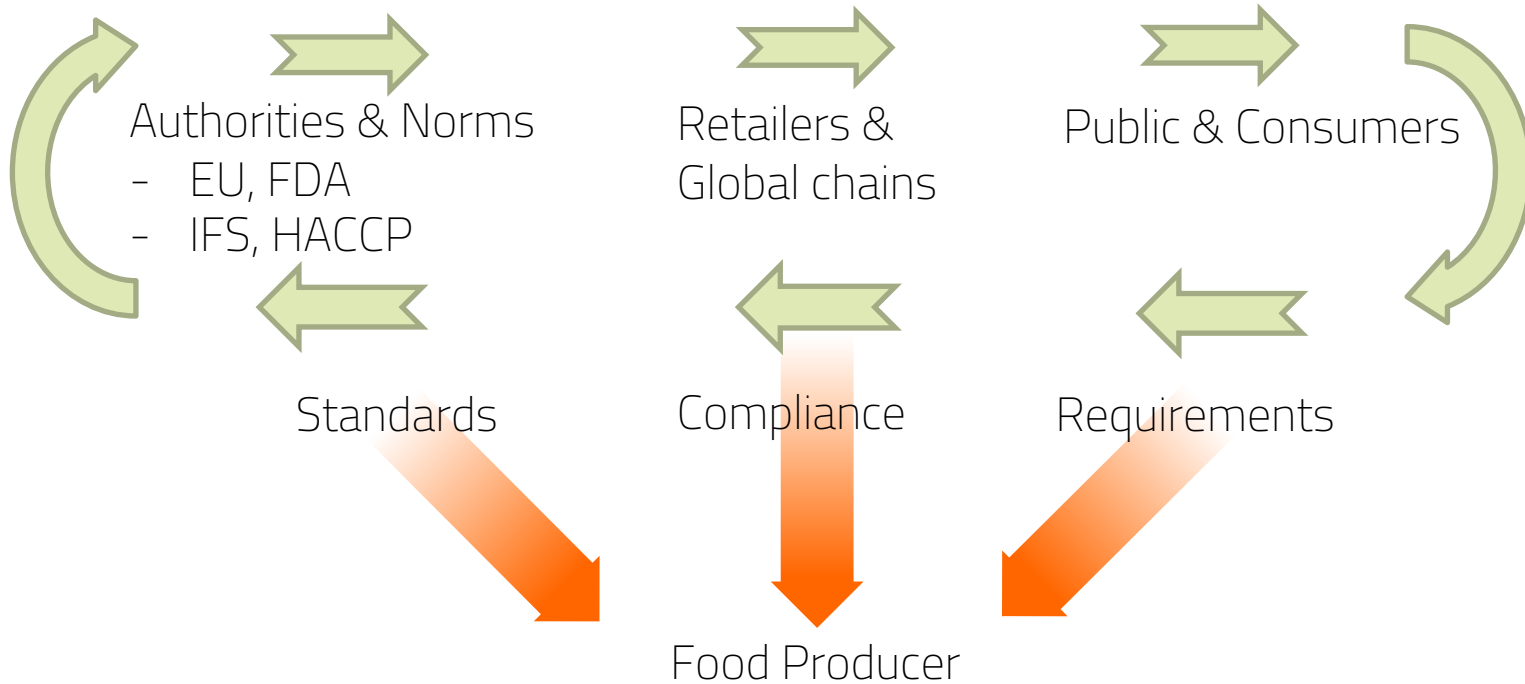 Authorities & Norms
- EU, FDA
- IFS, HACCP
Retailers &
Global chains
Public & Consumers
Standards
Compliance
Requirements
Food Producer